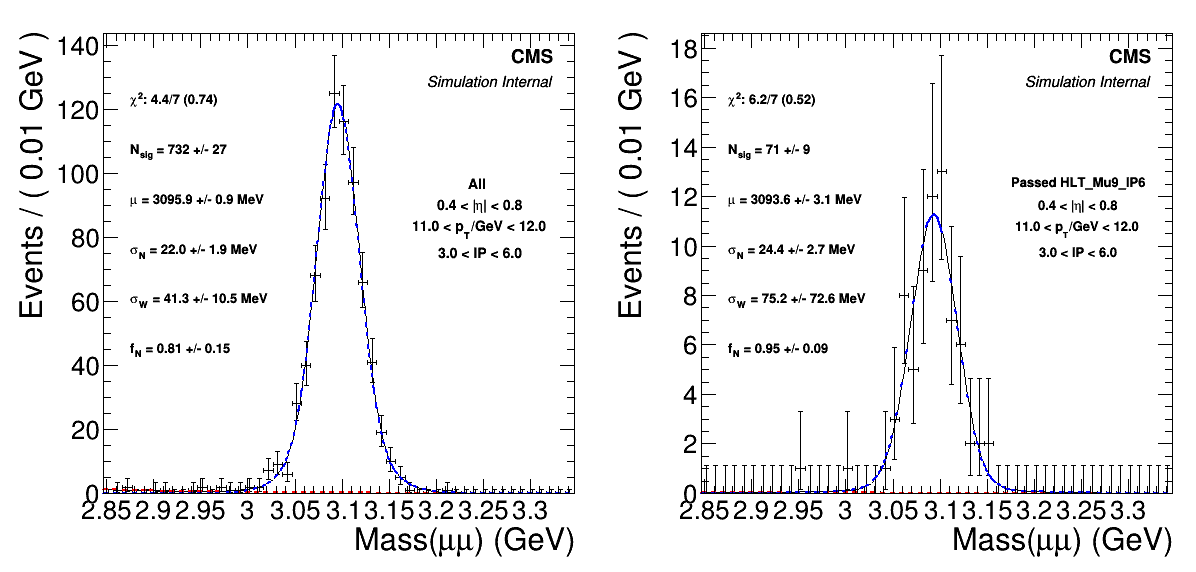 CMS
Simulation Internal
χ²: 4.4/7 (0.74)
N_sig = 732 +/- 27
μ = 3095.9 +/- 0.9 MeV
σ_N = 22.0 +/- 1.9 MeV
σ_W = 41.3 +/- 10.5 MeV
f_N = 0.81 +/- 0.15
All
0.4 < |η| < 0.8
11.0 < p_T/GeV < 12.0
3.0 < IP < 6.0
Events / ( 0.01 GeV )
140
120
100
80
60
40
20
0
2.85 2.9 2.95 3 3.05 3.1 3.15 3.2 3.25 3.3
Mass(μμ) (GeV)
CMS
Simulation Internal
χ²: 6.2/7 (0.52)
N_sig = 71 +/- 9
μ = 3093.6 +/- 3.1 MeV
σ_N = 24.4 +/- 2.7 MeV
σ_W = 75.2 +/- 72.6 MeV
f_N = 0.95 +/- 0.09
Passed HLT_Mu9_IP6
0.4 < |η| < 0.8
11.0 < p_T/GeV < 12.0
3.0 < IP < 6.0
Events / ( 0.01 GeV )
18
16
14
12
10
8
6
4
2
0
2.85 2.9 2.95 3 3.05 3.1 3.15 3.2 3.25 3.3
Mass(μμ) (GeV)